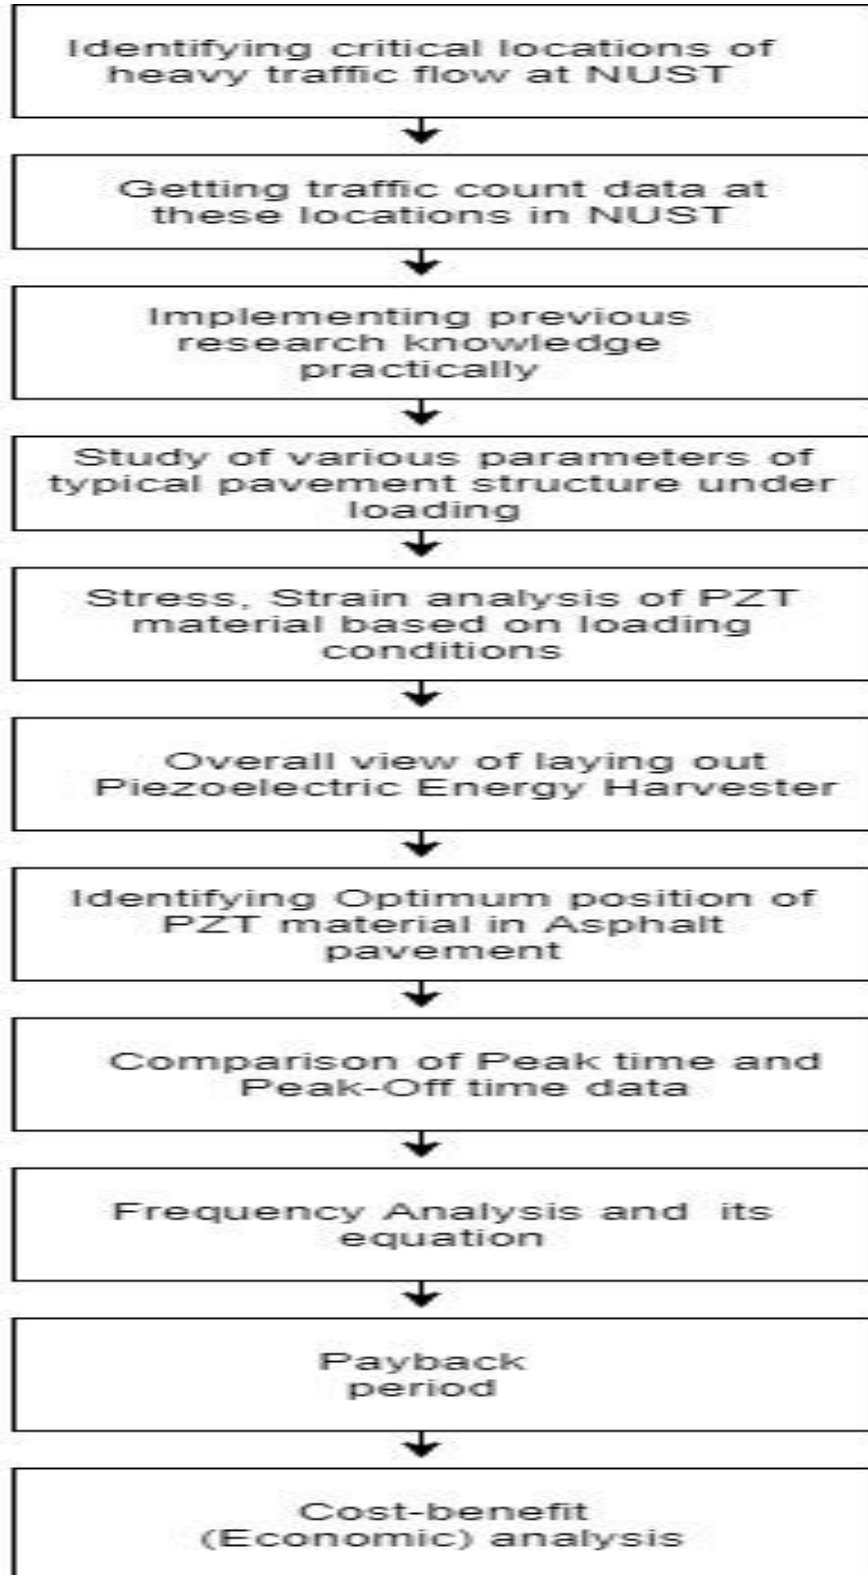 Identifying critical locations of
heavy traffic flow at NUST
Getting traffic count data at
these locations in NUST
Implementing previous
research knowledge
practically
Study of various parameters of
typical pavement structure under
loading
Stress, Strain analysis of PZT
material based on loading
conditions
Overall view of laying out
Piezoelectric Energy Harvester
Identifying Optimum position of
PZT material in Asphalt
pavement
Comparison of Peak time and
Peak-Off time data
Frequency Analysis and its
equation
Payback
period
Cost-benefit
(Economic) analysis